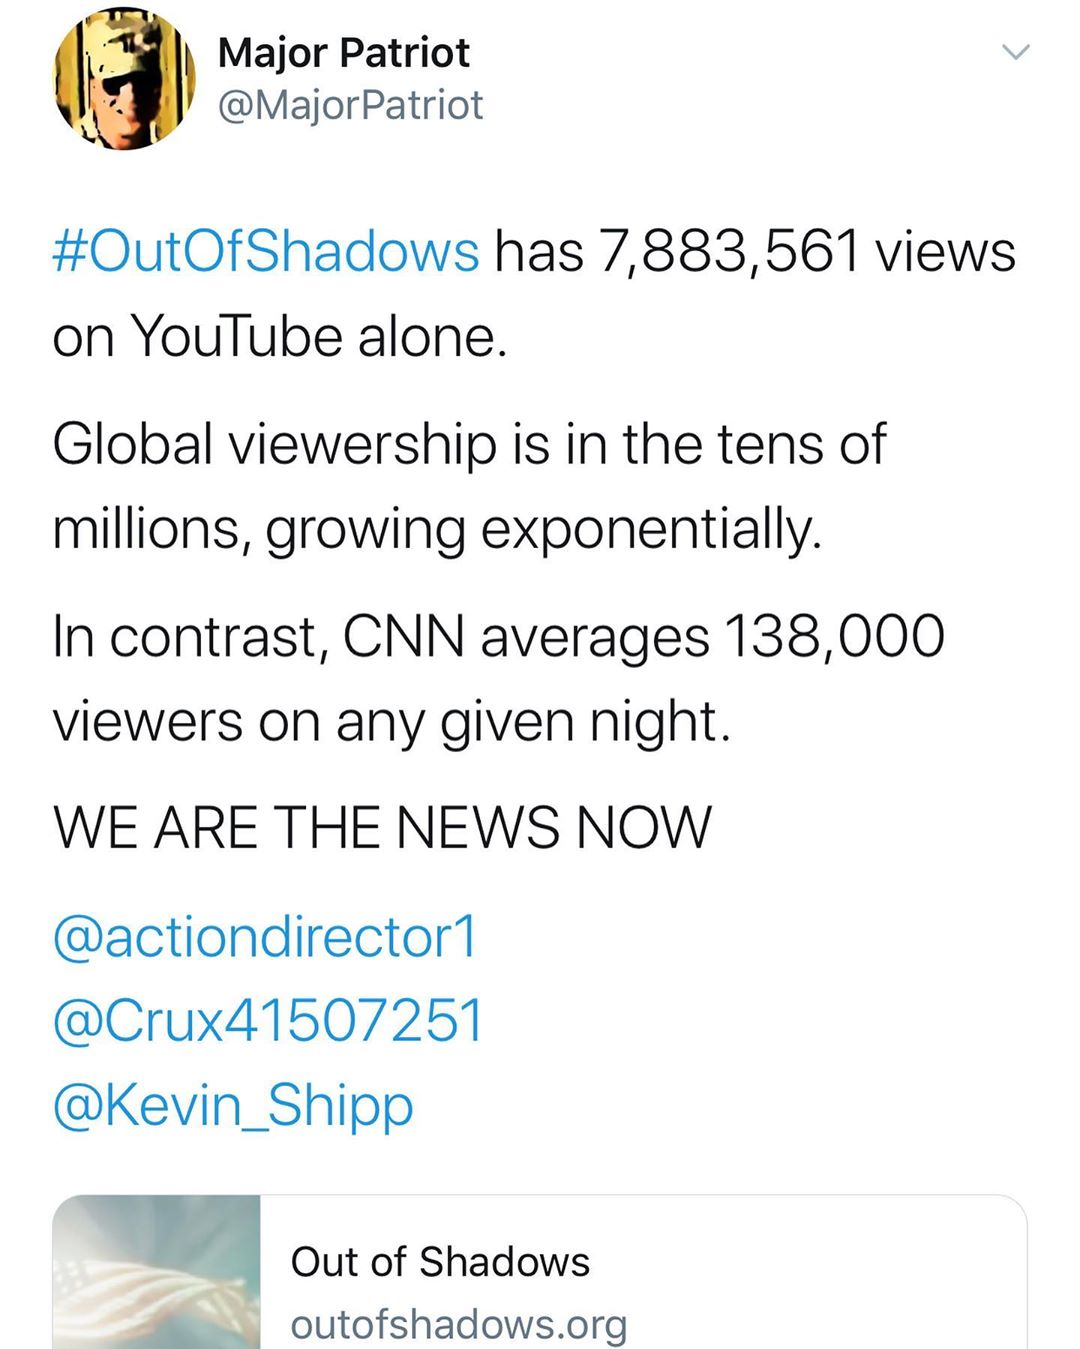 Major Patriot
@MajorPatriot
#OutOfShadows has 7,883,561 views
on YouTube alone.
Global viewership is in the tens of
millions, growing exponentially.
In contrast, CNN averages 138,000
viewers on any given night.
WE ARE THE NEWS NOW
@actiondirector1
@Crux41507251
@Kevin_Shipp
Out of Shadows
outofshadows.org